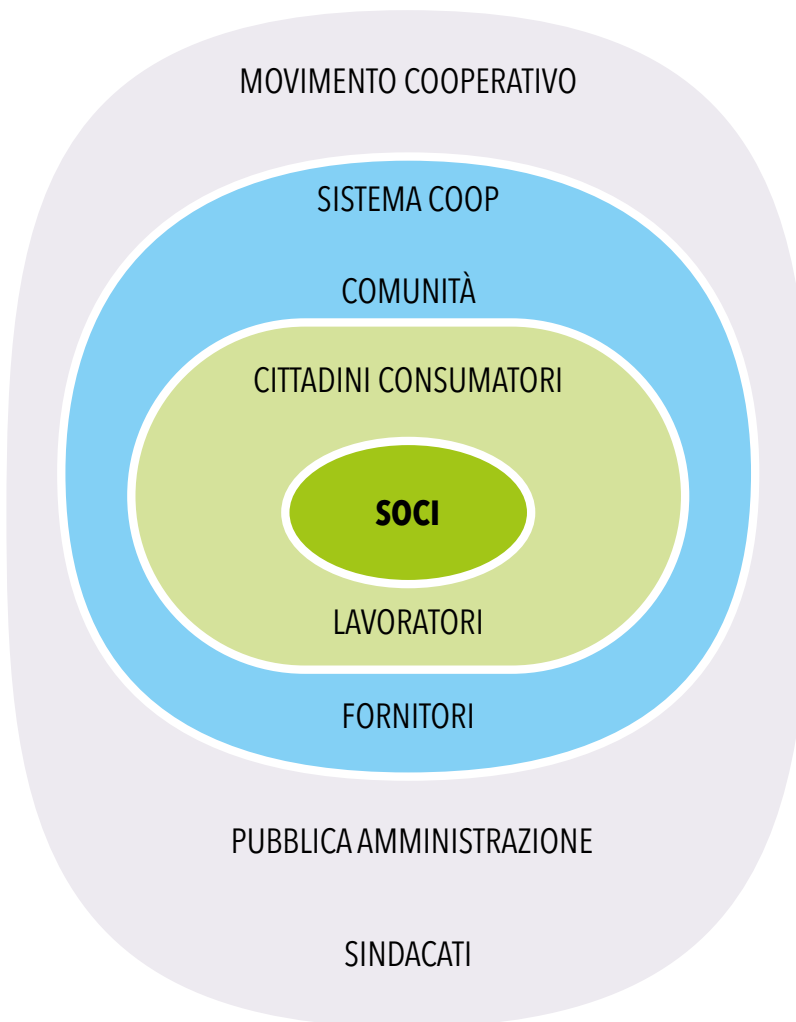 MOVIMENTO COOPERATIVO
SISTEMA COOP
COMUNITÀ
CITTADINI CONSUMATORI
SOCI
LAVORATORI
FORNITORI
PUBBLICA AMMINISTRAZIONE
SINDACATI